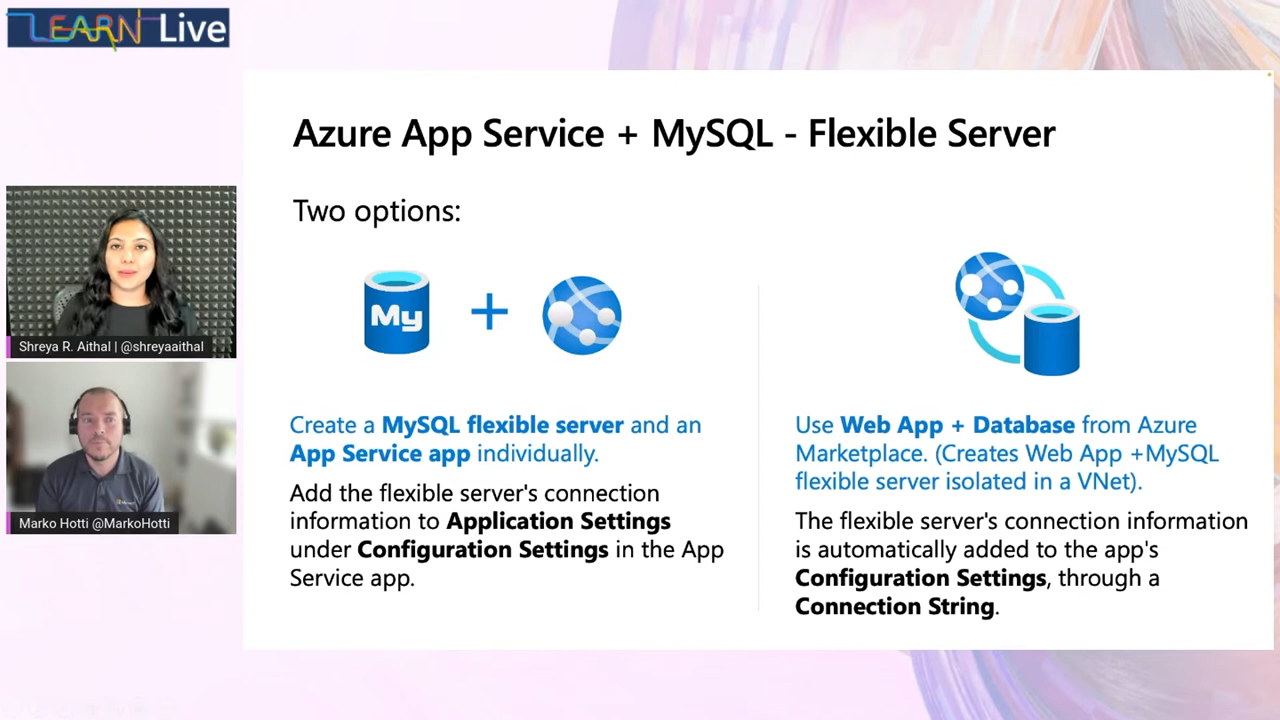 LEARN Live
Azure App Service + MySQL - Flexible Server
Two options:
My
Create a MySQL flexible server and an
App Service app individually.
Add the flexible server's connection
information to Application Settings
under Configuration Settings in the App
Service app.
Use Web App + Database from Azure
Marketplace. (Creates Web App +MySQL
flexible server isolated in a VNet).
The flexible server's connection information
is automatically added to the app's
Configuration Settings, through a
Connection String.
Shreya R. Aithal | @shreyaaithal
Marko Hotti @MarkoHotti